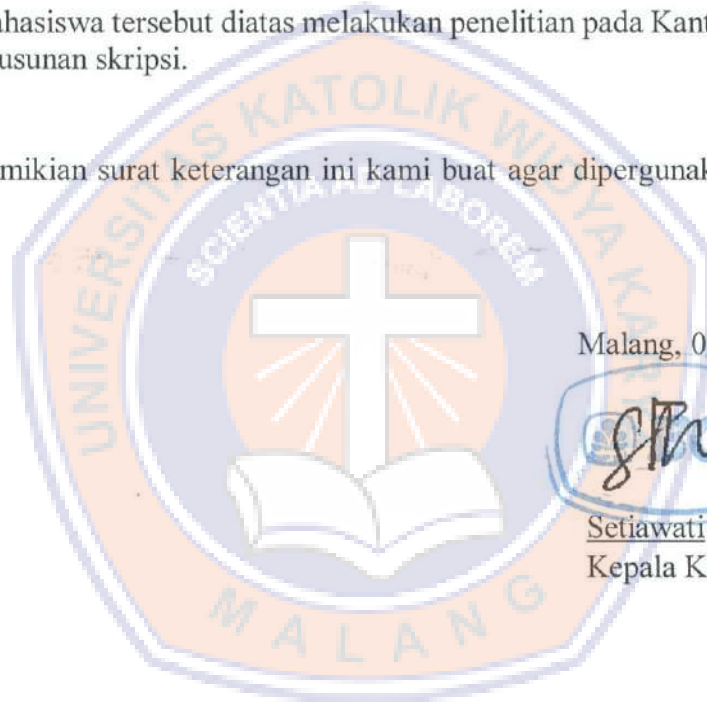 ahasiswa tersebut diatas melakukan penelitian pada Kant
usunan skripsi.
mikian surat keterangan ini kami buat agar dipergunak
UNIVERSITAS KATOLIK WIDYA KAR
SCIENTIA AD LABOREM
MALANG
Malang, 0
Setiawati
Kepala K